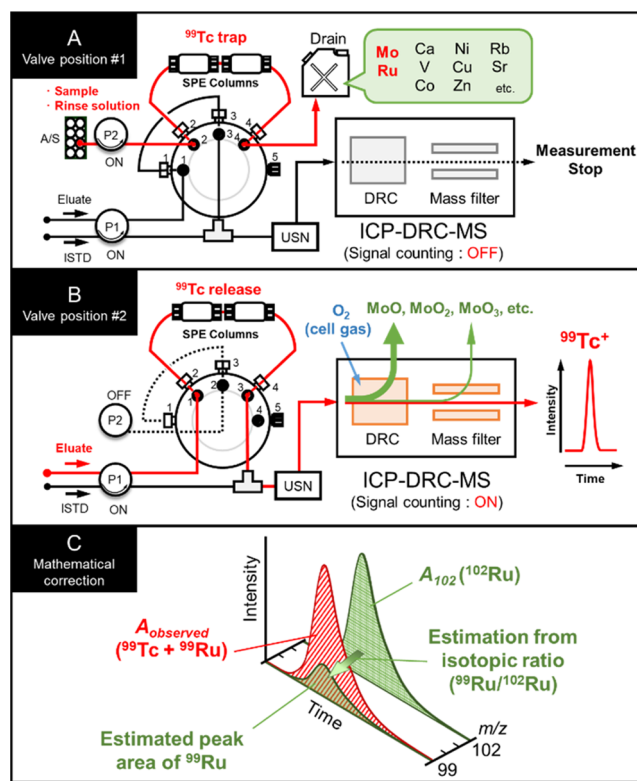 A
Valve position #1
99Tc trap
SPE Columns
Drain
Mo Ca Ni Rb
Ru V Cu Sr
Co Zn etc.
· Sample
· Rinse solution
A/S
P2
ON
1
2
3
4
5
1
2
3
4
Eluate
P1
ISTD
ON
USN
DRC
Mass filter
Measurement
Stop
ICP-DRC-MS
(Signal counting : OFF)
B
Valve position #2
99Tc release
SPE Columns
OFF
P2
1
2
3
4
5
1
2
3
4
Eluate
P1
ISTD
ON
USN
O2
(cell gas)
MoO, MoO2, MoO3, etc.
DRC
Mass filter
ICP-DRC-MS
(Signal counting : ON)
99Tc+
Intensity
Time
C
Mathematical
correction
Intensity
Aobserved
(99Tc + 99Ru)
A102 (102Ru)
Estimation from
isotopic ratio
(99Ru/102Ru)
Time
m/z
102
99
Estimated peak
area of 99Ru